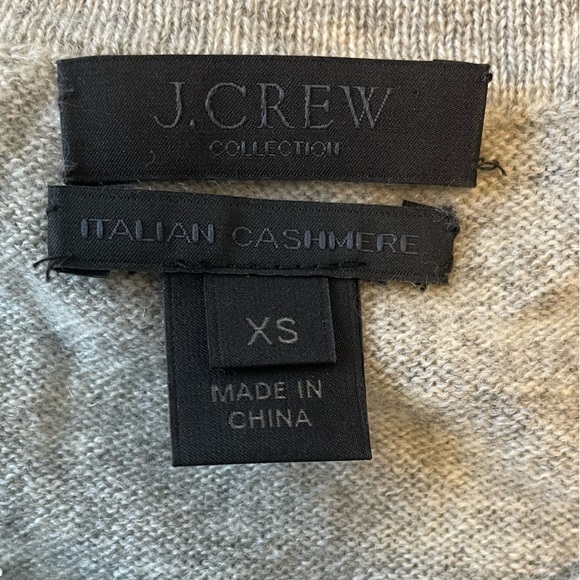 J.CREW
COLLECTION
ITALIAN CASHMERE
XS
MADE IN
CHINA